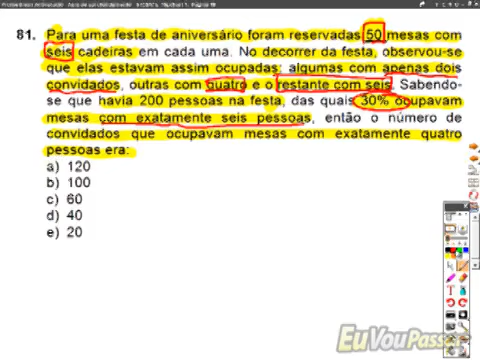 81. Para uma festa de aniversário foram reservadas 50 mesas com
seis cadeiras em cada uma. No decorrer da festa, observou-se
que elas estavam assim ocupadas: algumas com apenas dois
convidados, outras com quatro e o restante com seis. Sabendo-
se que havia 200 pessoas na festa, das quais 30% ocupavam
mesas com exatamente seis pessoas, então o número de
convidados que ocupavam mesas com exatamente quatro
pessoas era:
a) 120
b) 100
c) 60
d) 40
e) 20
EuVouPassar